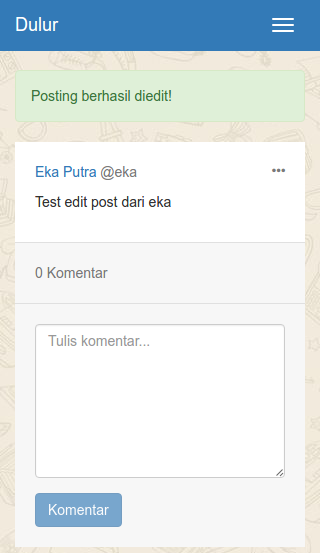 Dulur
Posting berhasil diedit!
Eka Putra @eka
Test edit post dari eka
0 Komentar
Tulis komentar...
Komentar